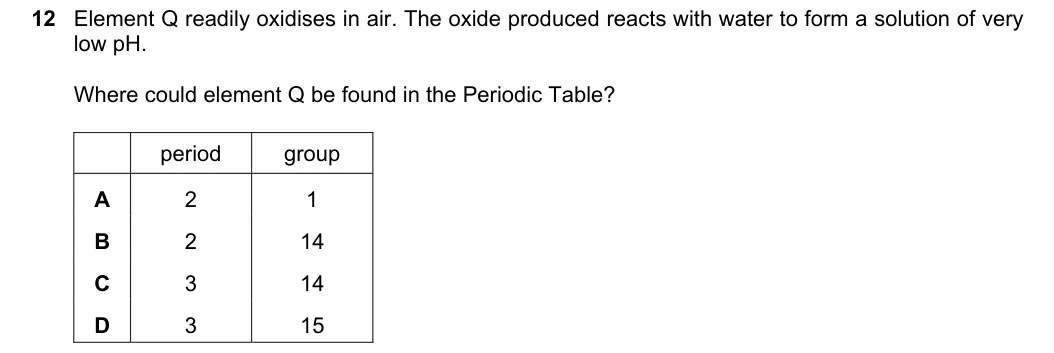 12 Element Q readily oxidises in air. The oxide produced reacts with water to form a solution of very
low pH.
Where could element Q be found in the Periodic Table?
period group
A 2 1
B 2 14
C 3 14
D 3 15